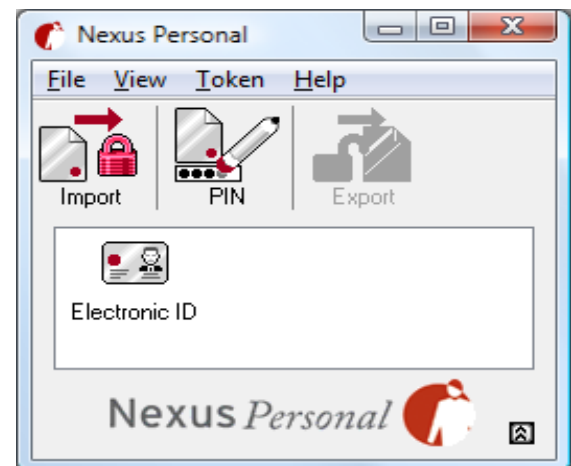 Nexus Personal
File View Token Help
Import PIN Export
Electronic ID
Nexus Personal